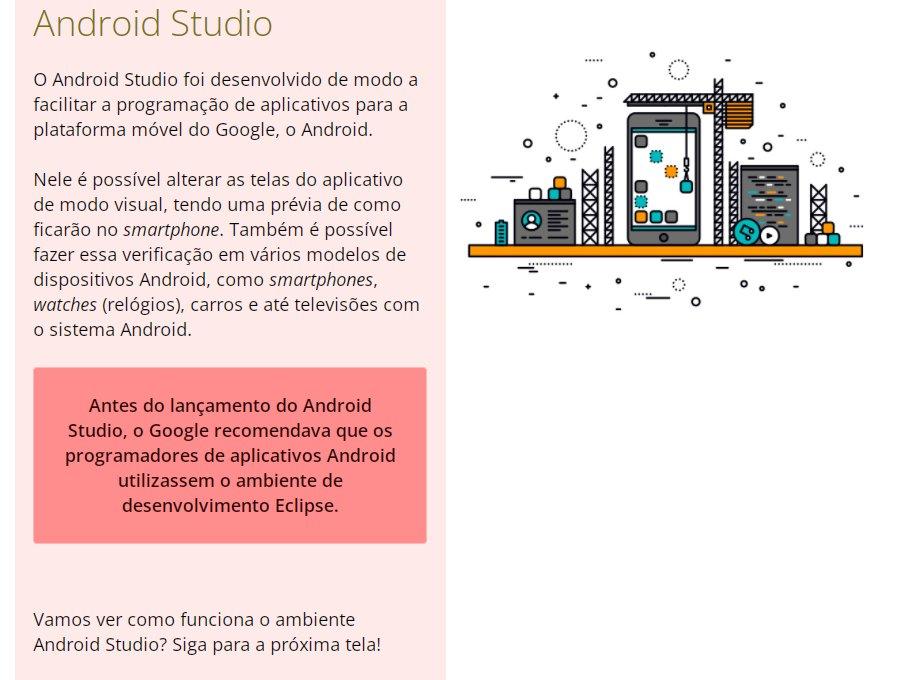 Android Studio
O Android Studio foi desenvolvido de modo a
facilitar a programação de aplicativos para a
plataforma móvel do Google, o Android.
Nele é possível alterar as telas do aplicativo
de modo visual, tendo uma prévia de como
ficarão no smartphone. Também é possível
fazer essa verificação em vários modelos de
dispositivos Android, como smartphones,
watches (relógios), carros e até televisões com
o sistema Android.
Antes do lançamento do Android
Studio, o Google recomendava que os
programadores de aplicativos Android
utilizassem o ambiente de
desenvolvimento Eclipse.
Vamos ver como funciona o ambiente
Android Studio? Siga para a próxima tela!